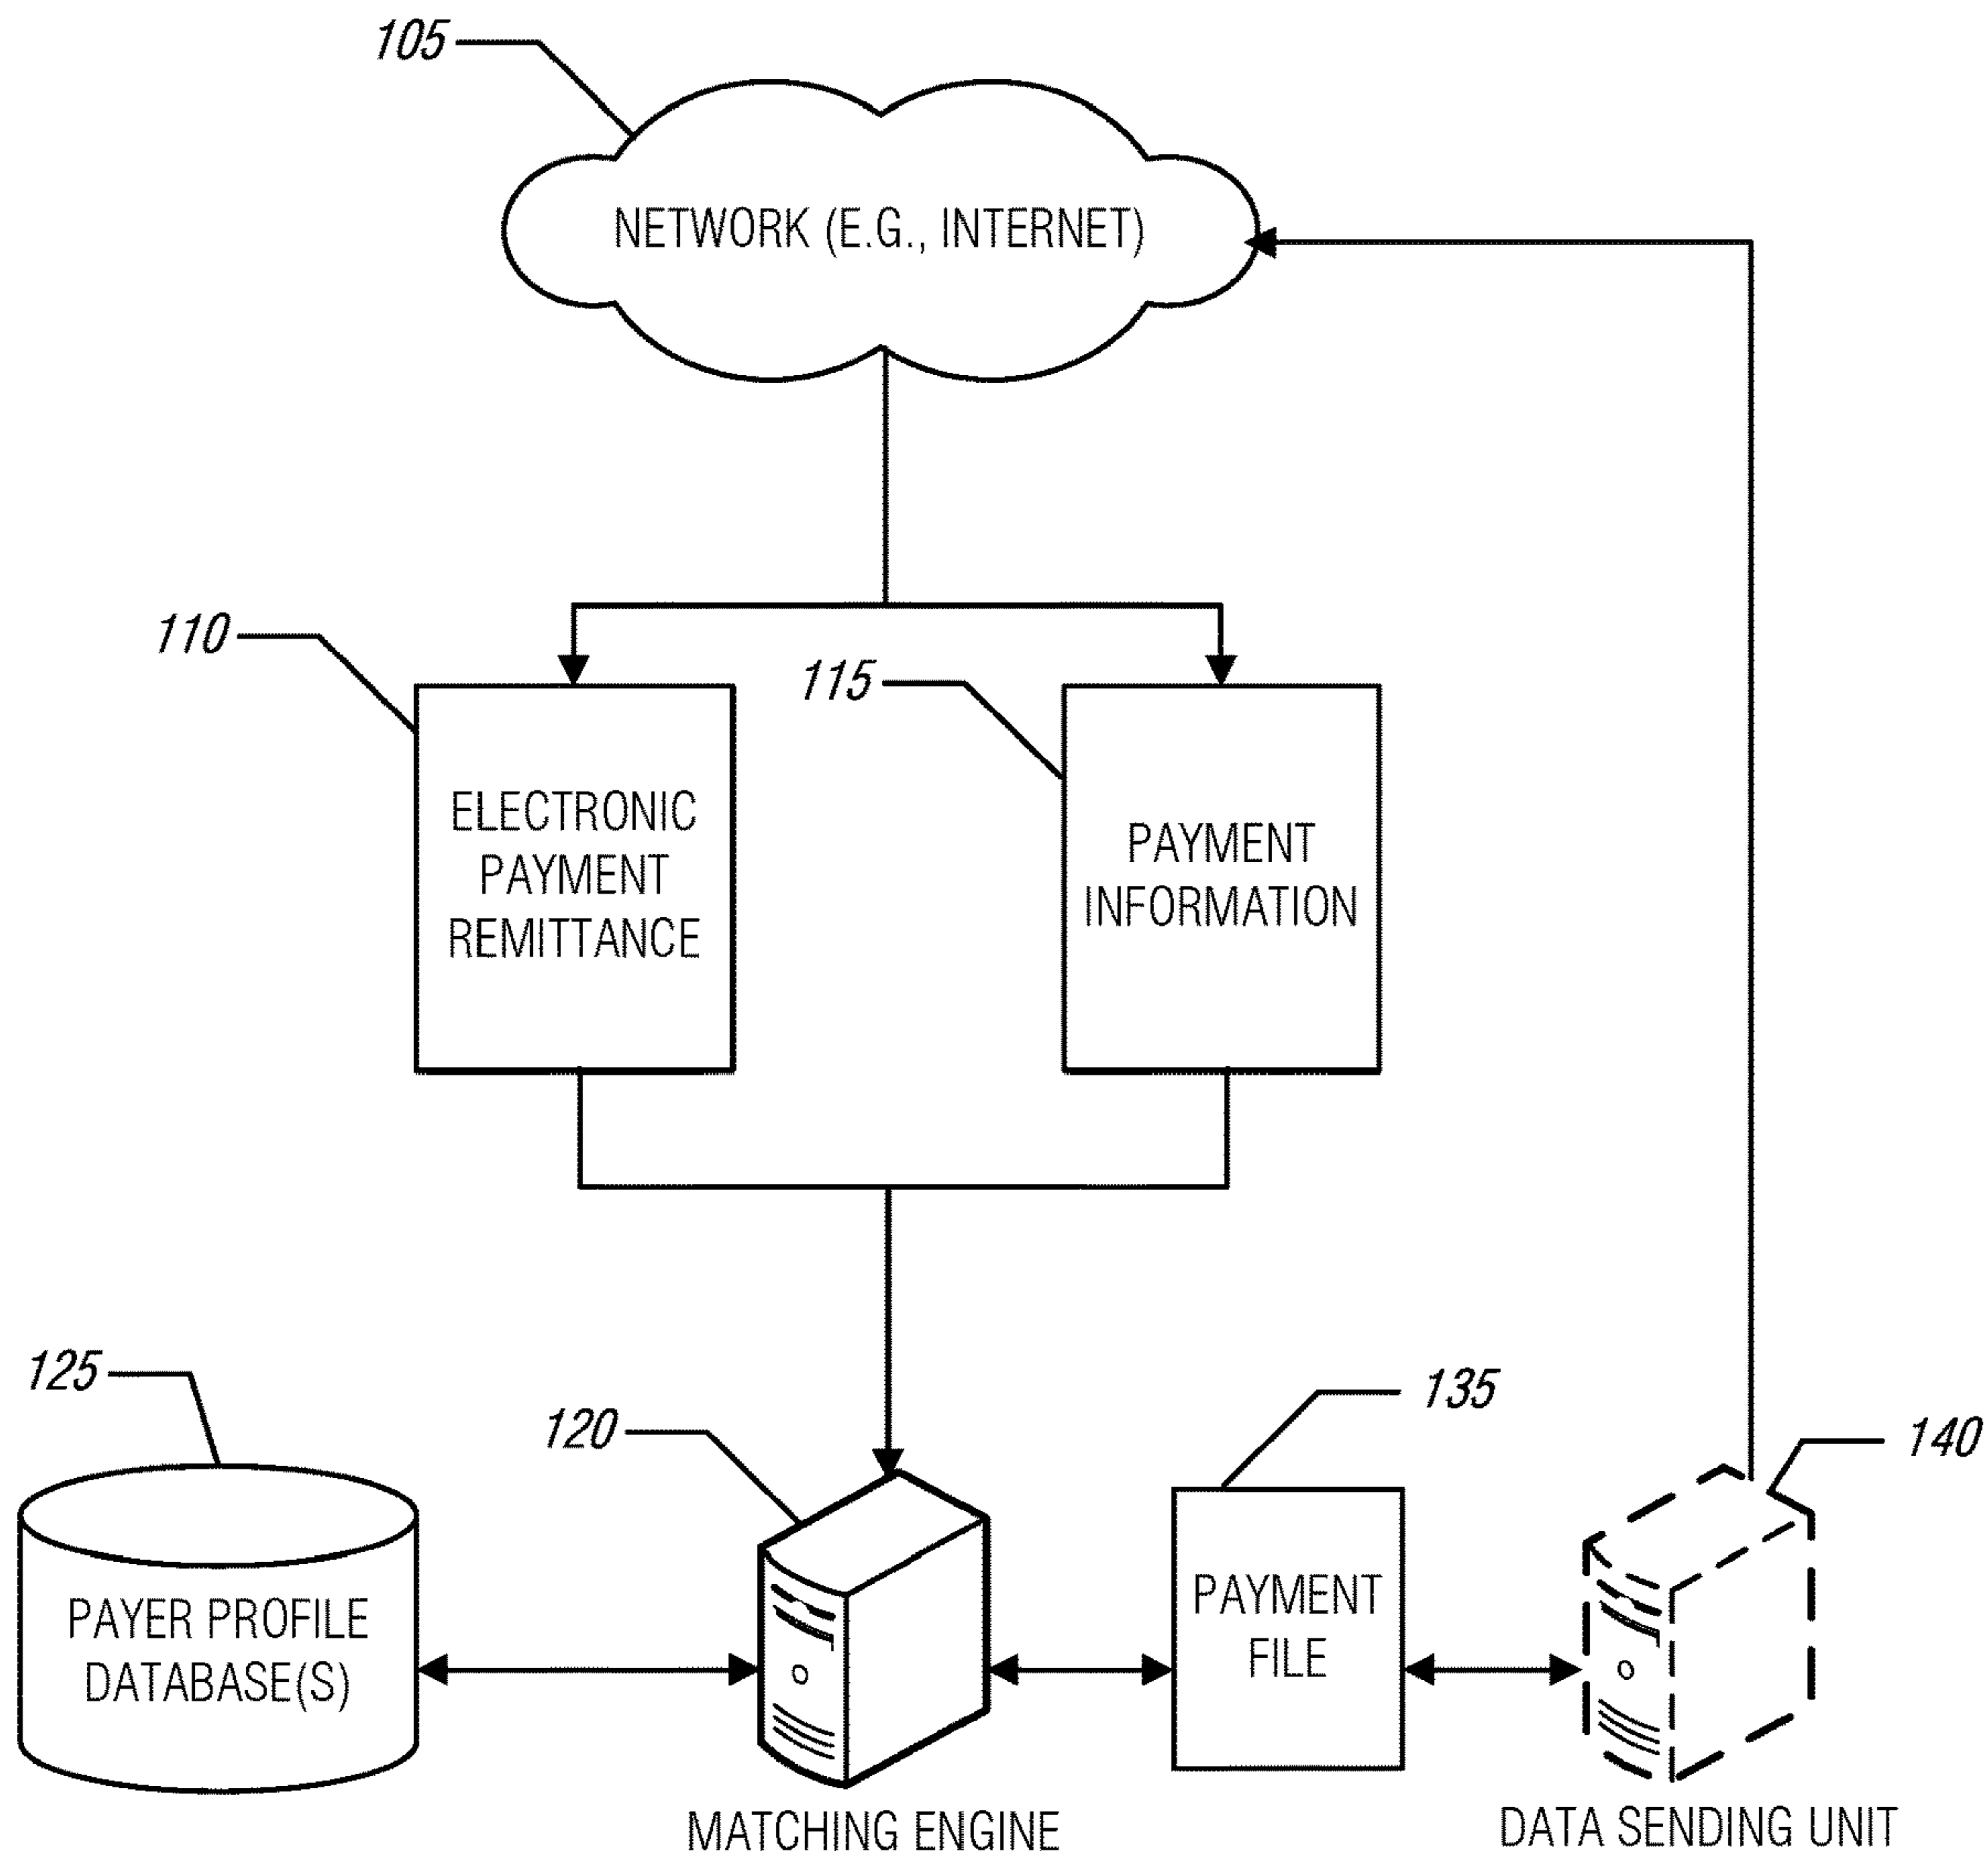 105
NETWORK (E.G., INTERNET)
110
115
ELECTRONIC
PAYMENT
REMITTANCE
PAYMENT
INFORMATION
125
120
135
140
PAYER PROFILE
DATABASE(S)
PAYMENT
FILE
MATCHING ENGINE
DATA SENDING UNIT